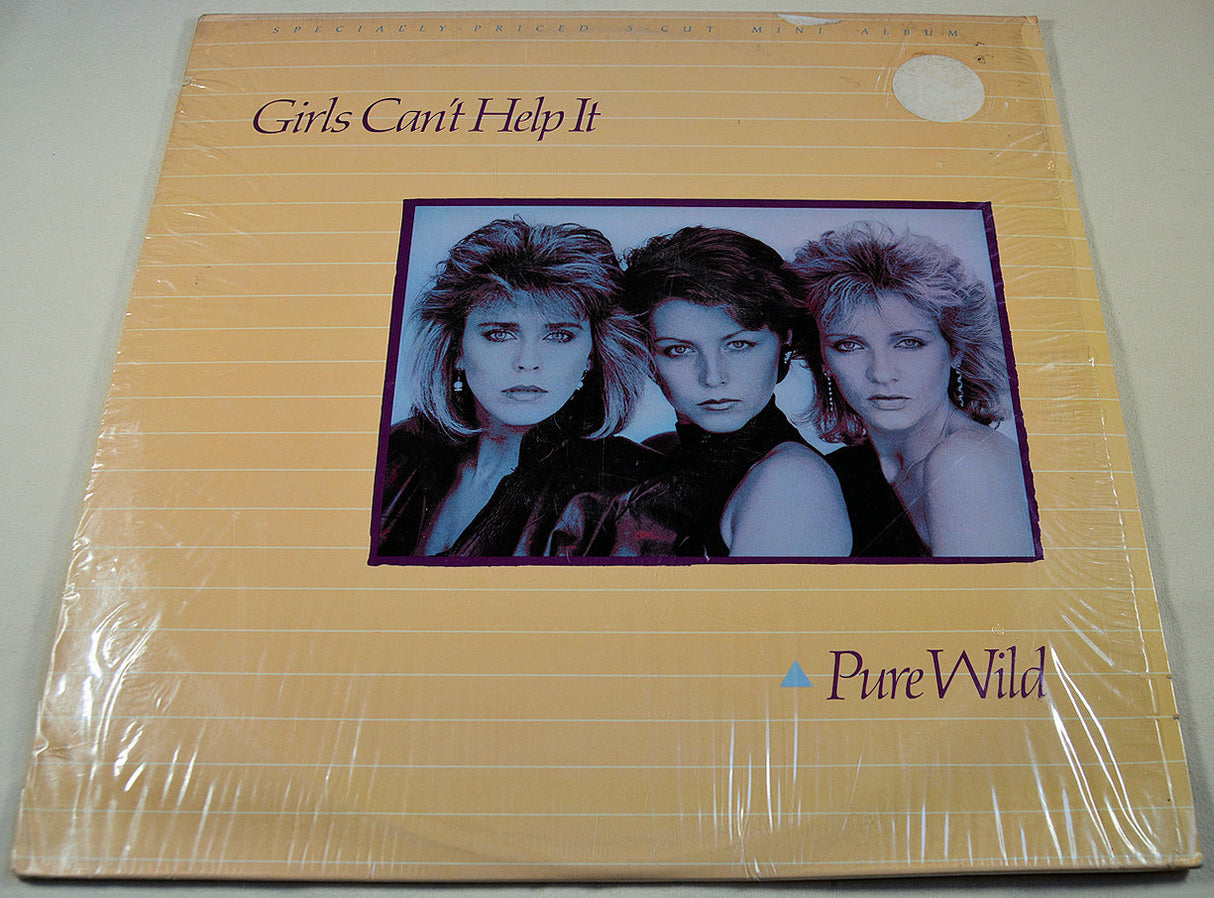 SPECIALLY-PRICED 5-CUT MINI ALBUM
Girls Can't Help It
Pure Wild